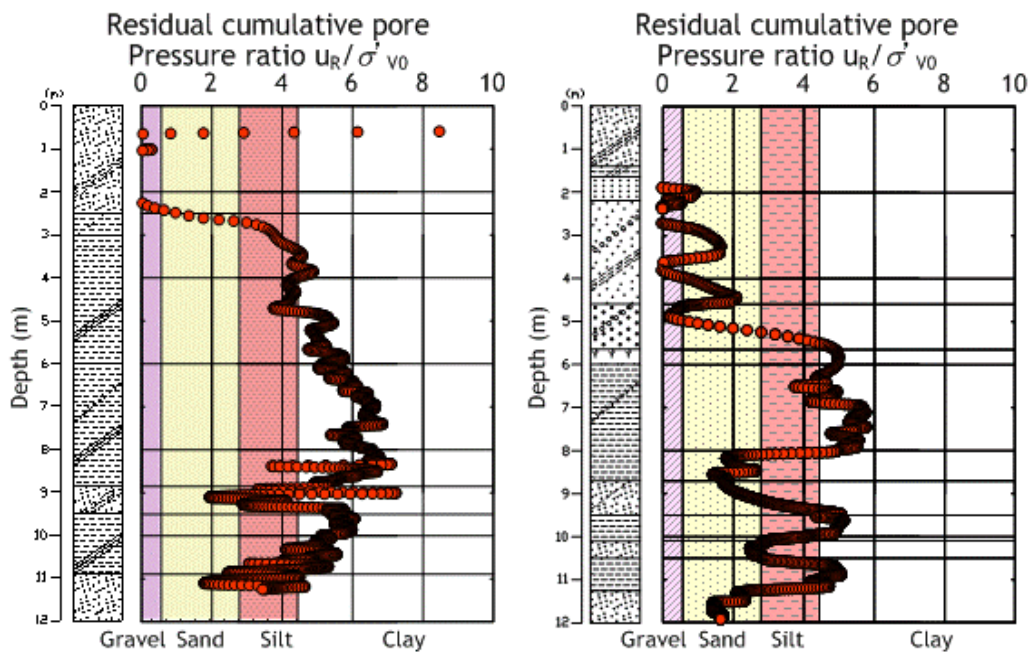 Residual cumulative pore
Pressure ratio uR/σ'V0
0 2 4 6 8 10
(m)
0
1
2
3
4
5
6
7
8
9
10
11
12
Depth (m)
Gravel Sand Silt Clay
Residual cumulative pore
Pressure ratio uR/σ'V0
0 2 4 6 8 10
(m)
0
1
2
3
4
5
6
7
8
9
10
11
12
Depth (m)
Gravel Sand Silt Clay